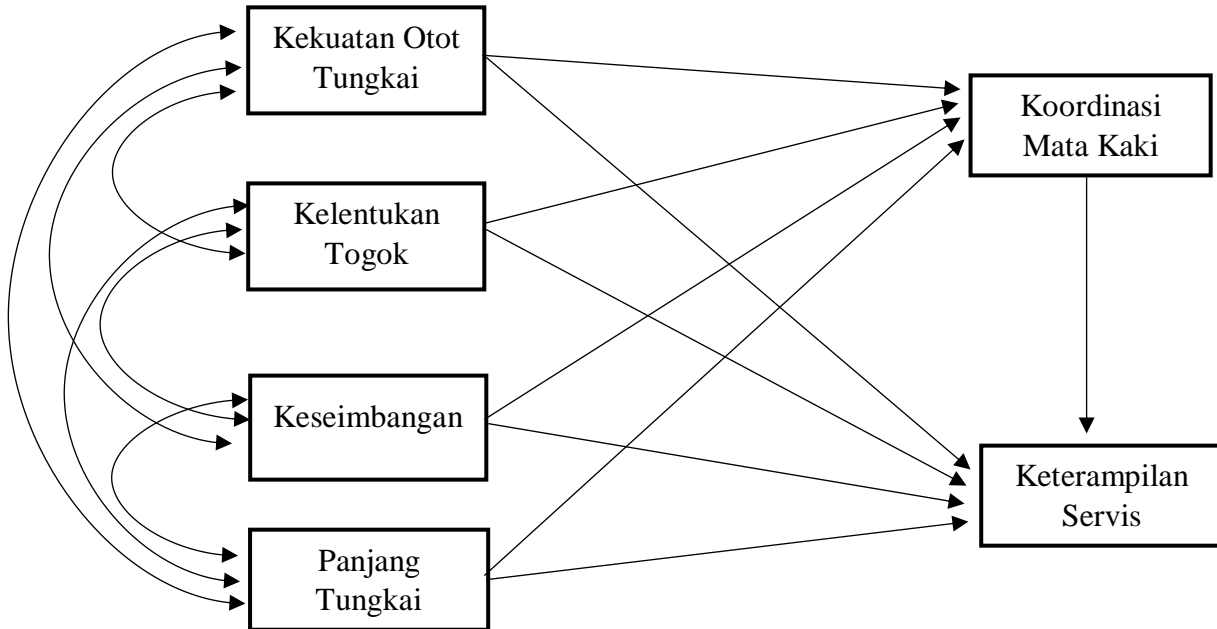 Kekuatan Otot
Tungkai
Koordinasi
Mata Kaki
Kelentukan
Togok
Keseimbangan
Keterampilan
Servis
Panjang
Tungkai